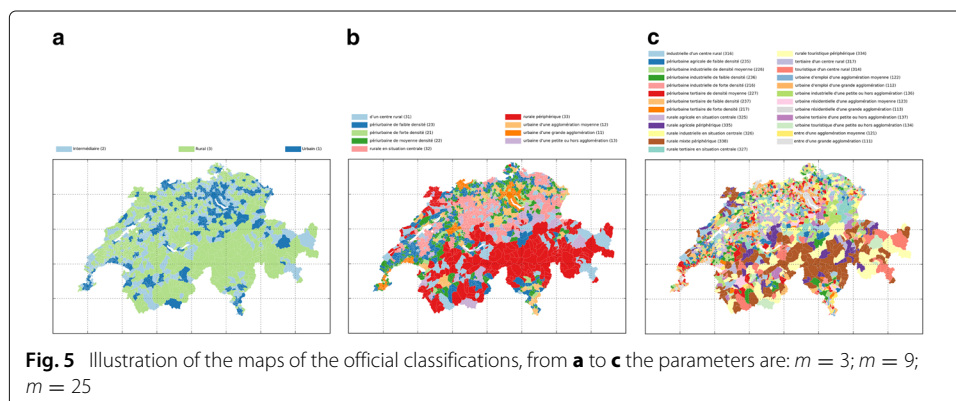 a
b
c
Intermédiaire (2)
Rural (3)
Urbain (1)
d'un centre rural (31)
périurbaine de faible densité (23)
périurbaine de forte densité (21)
périurbaine de moyenne densité (22)
rurale en situation centrale (32)
rurale périphérique (33)
urbaine d'une agglomération moyenne (12)
urbaine d'une grande agglomération (11)
urbaine d'une petite ou hors agglomération (13)
industrielle d'un centre rural (316)
périurbaine agricole de faible densité (235)
périurbaine industrielle de densité moyenne (226)
périurbaine industrielle de faible densité (236)
périurbaine industrielle de forte densité (216)
périurbaine tertiaire de densité moyenne (227)
périurbaine tertiaire de faible densité (237)
périurbaine tertiaire de forte densité (217)
rurale agricole en situation centrale (325)
rurale agricole périphérique (335)
rurale industrielle en situation centrale (326)
rurale mixte périphérique (338)
rurale tertiaire en situation centrale (327)
rurale touristique périphérique (334)
tertiaire d'un centre rural (317)
touristique d'un centre rural (314)
urbaine d'emploi d'une agglomération moyenne (122)
urbaine d'emploi d'une grande agglomération (112)
urbaine industrielle d'une petite ou hors agglomération (136)
urbaine résidentielle d'une agglomération moyenne (123)
urbaine résidentielle d'une grande agglomération (113)
urbaine tertiaire d'une petite ou hors agglomération (137)
urbaine touristique d'une petite ou hors agglomération (134)
entre d'une agglomération moyenne (121)
entre d'une grande agglomération (111)
Fig. 5 Illustration of the maps of the official classifications, from a to c the parameters are: m = 3; m = 9;
m = 25